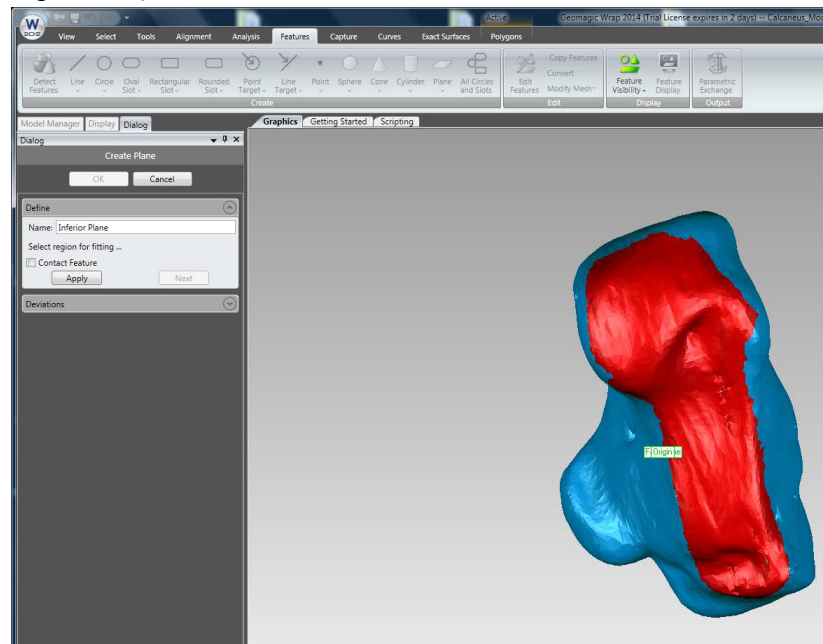 Active
Geomagic Wrap 2014 (Trial License expires in 2 days) -- Calcaneus_Mod
W
3DS
View Select Tools Alignment Analysis Features Capture Curves Exact Surfaces Polygons
Detect Features
Line
Circle
Oval Slot
Rectangular Slot
Rounded Slot
Point Target
Line Target
Point
Sphere
Cone
Cylinder
Plane
All Circles and Slots
Edit Features
Copy Features
Convert
Modify Mesh
Feature Visibility
Feature Display
Parametric Exchange
Create Edit Display Output
Model Manager Display Dialog
Graphics Getting Started Scripting
Dialog
Create Plane
OK Cancel
Define
Name: Inferior Plane
Select region for fitting ...
Contact Feature
Apply Next
Deviations
Origin